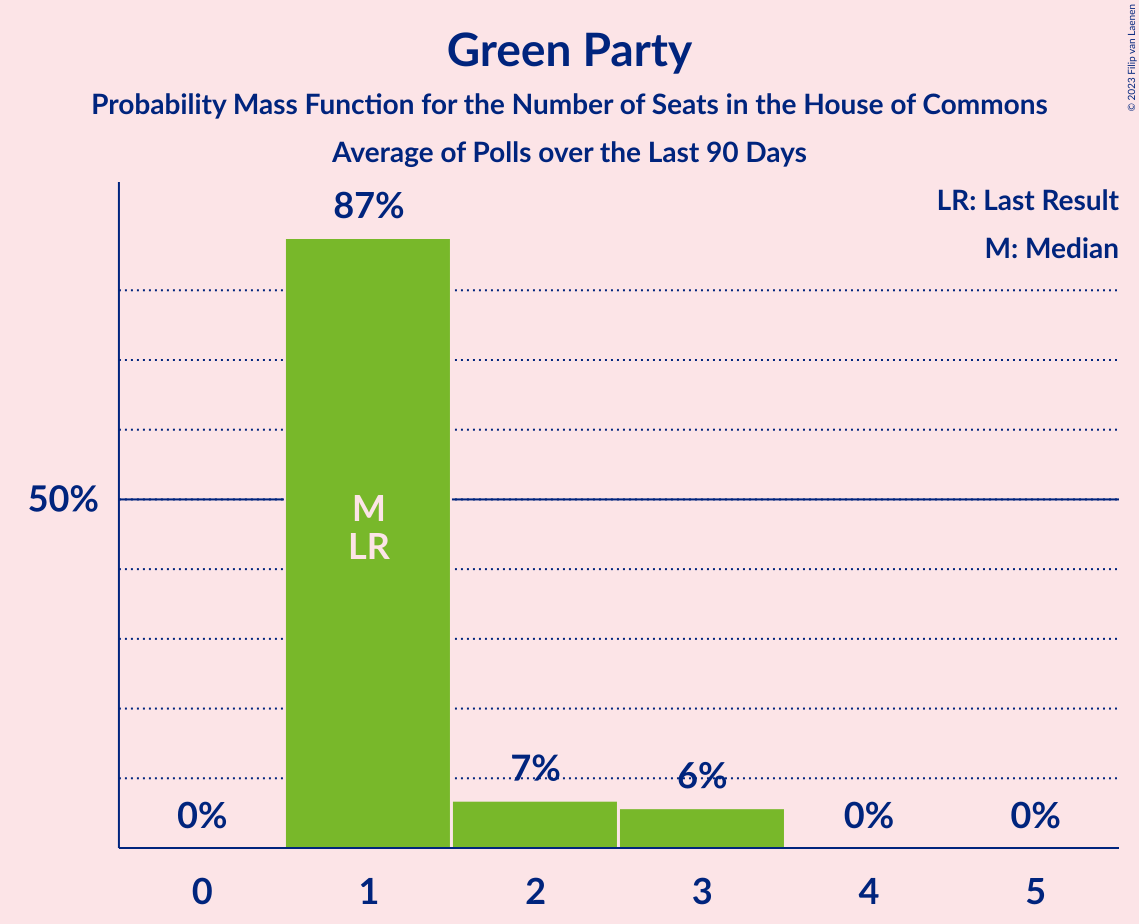 Green Party
Probability Mass Function for the Number of Seats in the House of Commons
Average of Polls over the Last 90 Days
© 2023 Filip van Laenen
LR: Last Result
M: Median
87%
50%
M
LR
7%
6%
0%
0%
0%
0
1
2
3
4
5